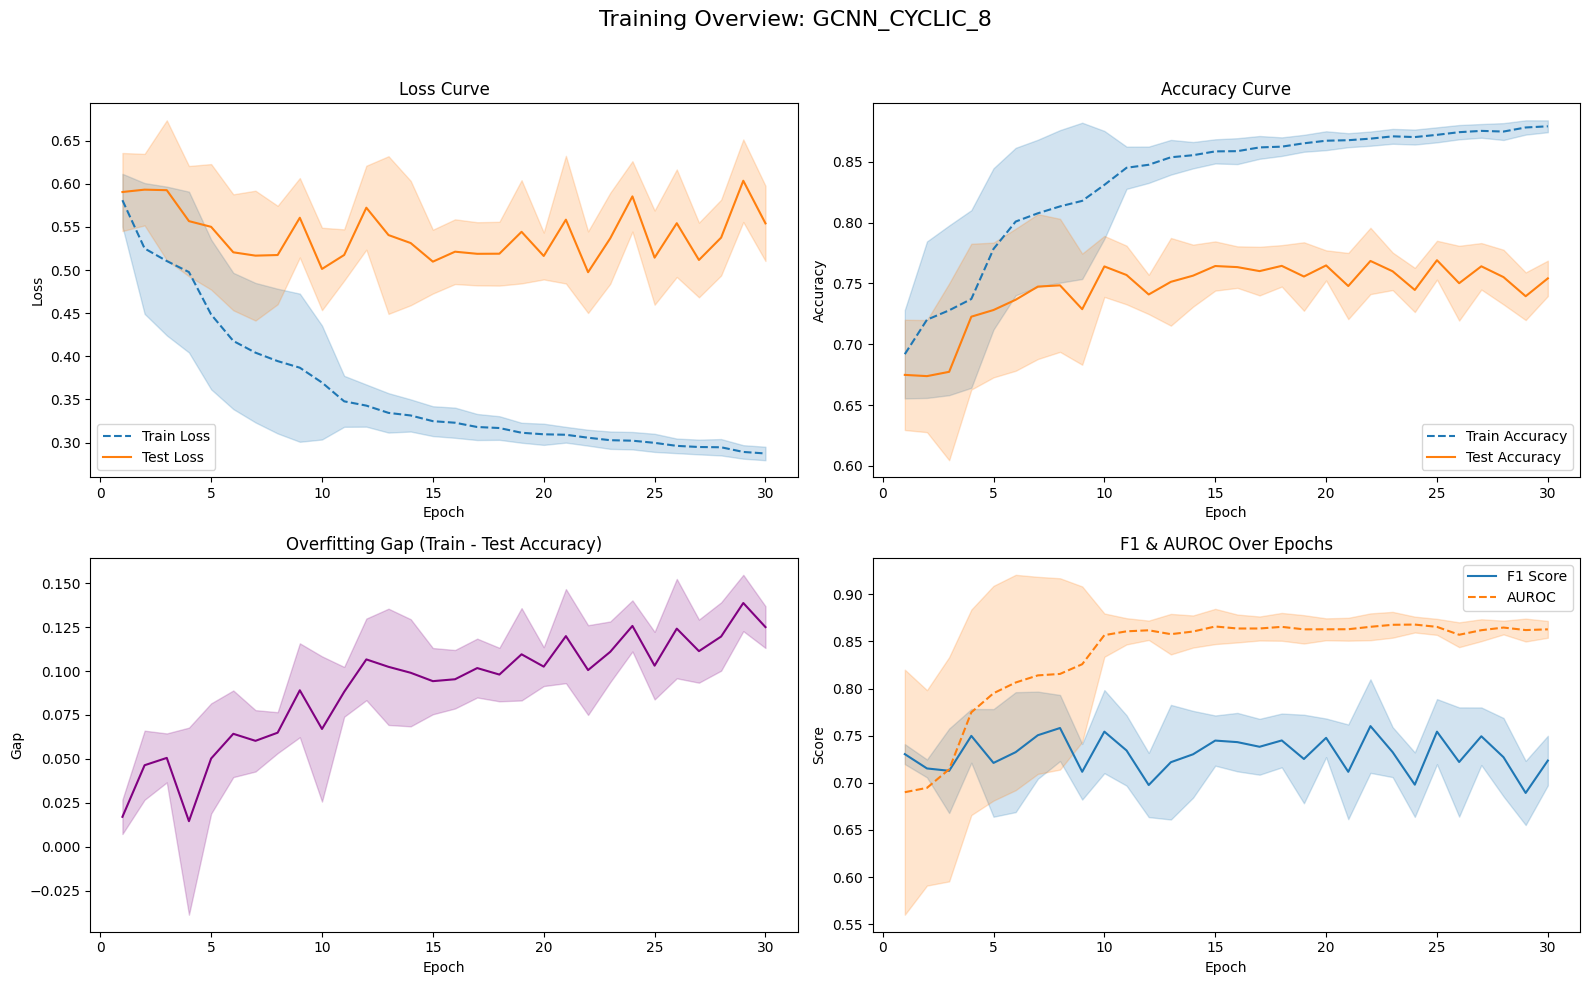 Training Overview: GCNN_CYCLIC_8
Loss Curve
Loss
0.65
0.60
0.55
0.50
0.45
0.40
0.35
0.30
Train Loss
Test Loss
0 5 10 15 20 25 30
Epoch
Accuracy Curve
Accuracy
0.85
0.80
0.75
0.70
0.65
0.60
Train Accuracy
Test Accuracy
0 5 10 15 20 25 30
Epoch
Overfitting Gap (Train - Test Accuracy)
Gap
0.150
0.125
0.100
0.075
0.050
0.025
0.000
−0.025
0 5 10 15 20 25 30
Epoch
F1 & AUROC Over Epochs
Score
0.90
0.85
0.80
0.75
0.70
0.65
0.60
0.55
F1 Score
AUROC
0 5 10 15 20 25 30
Epoch